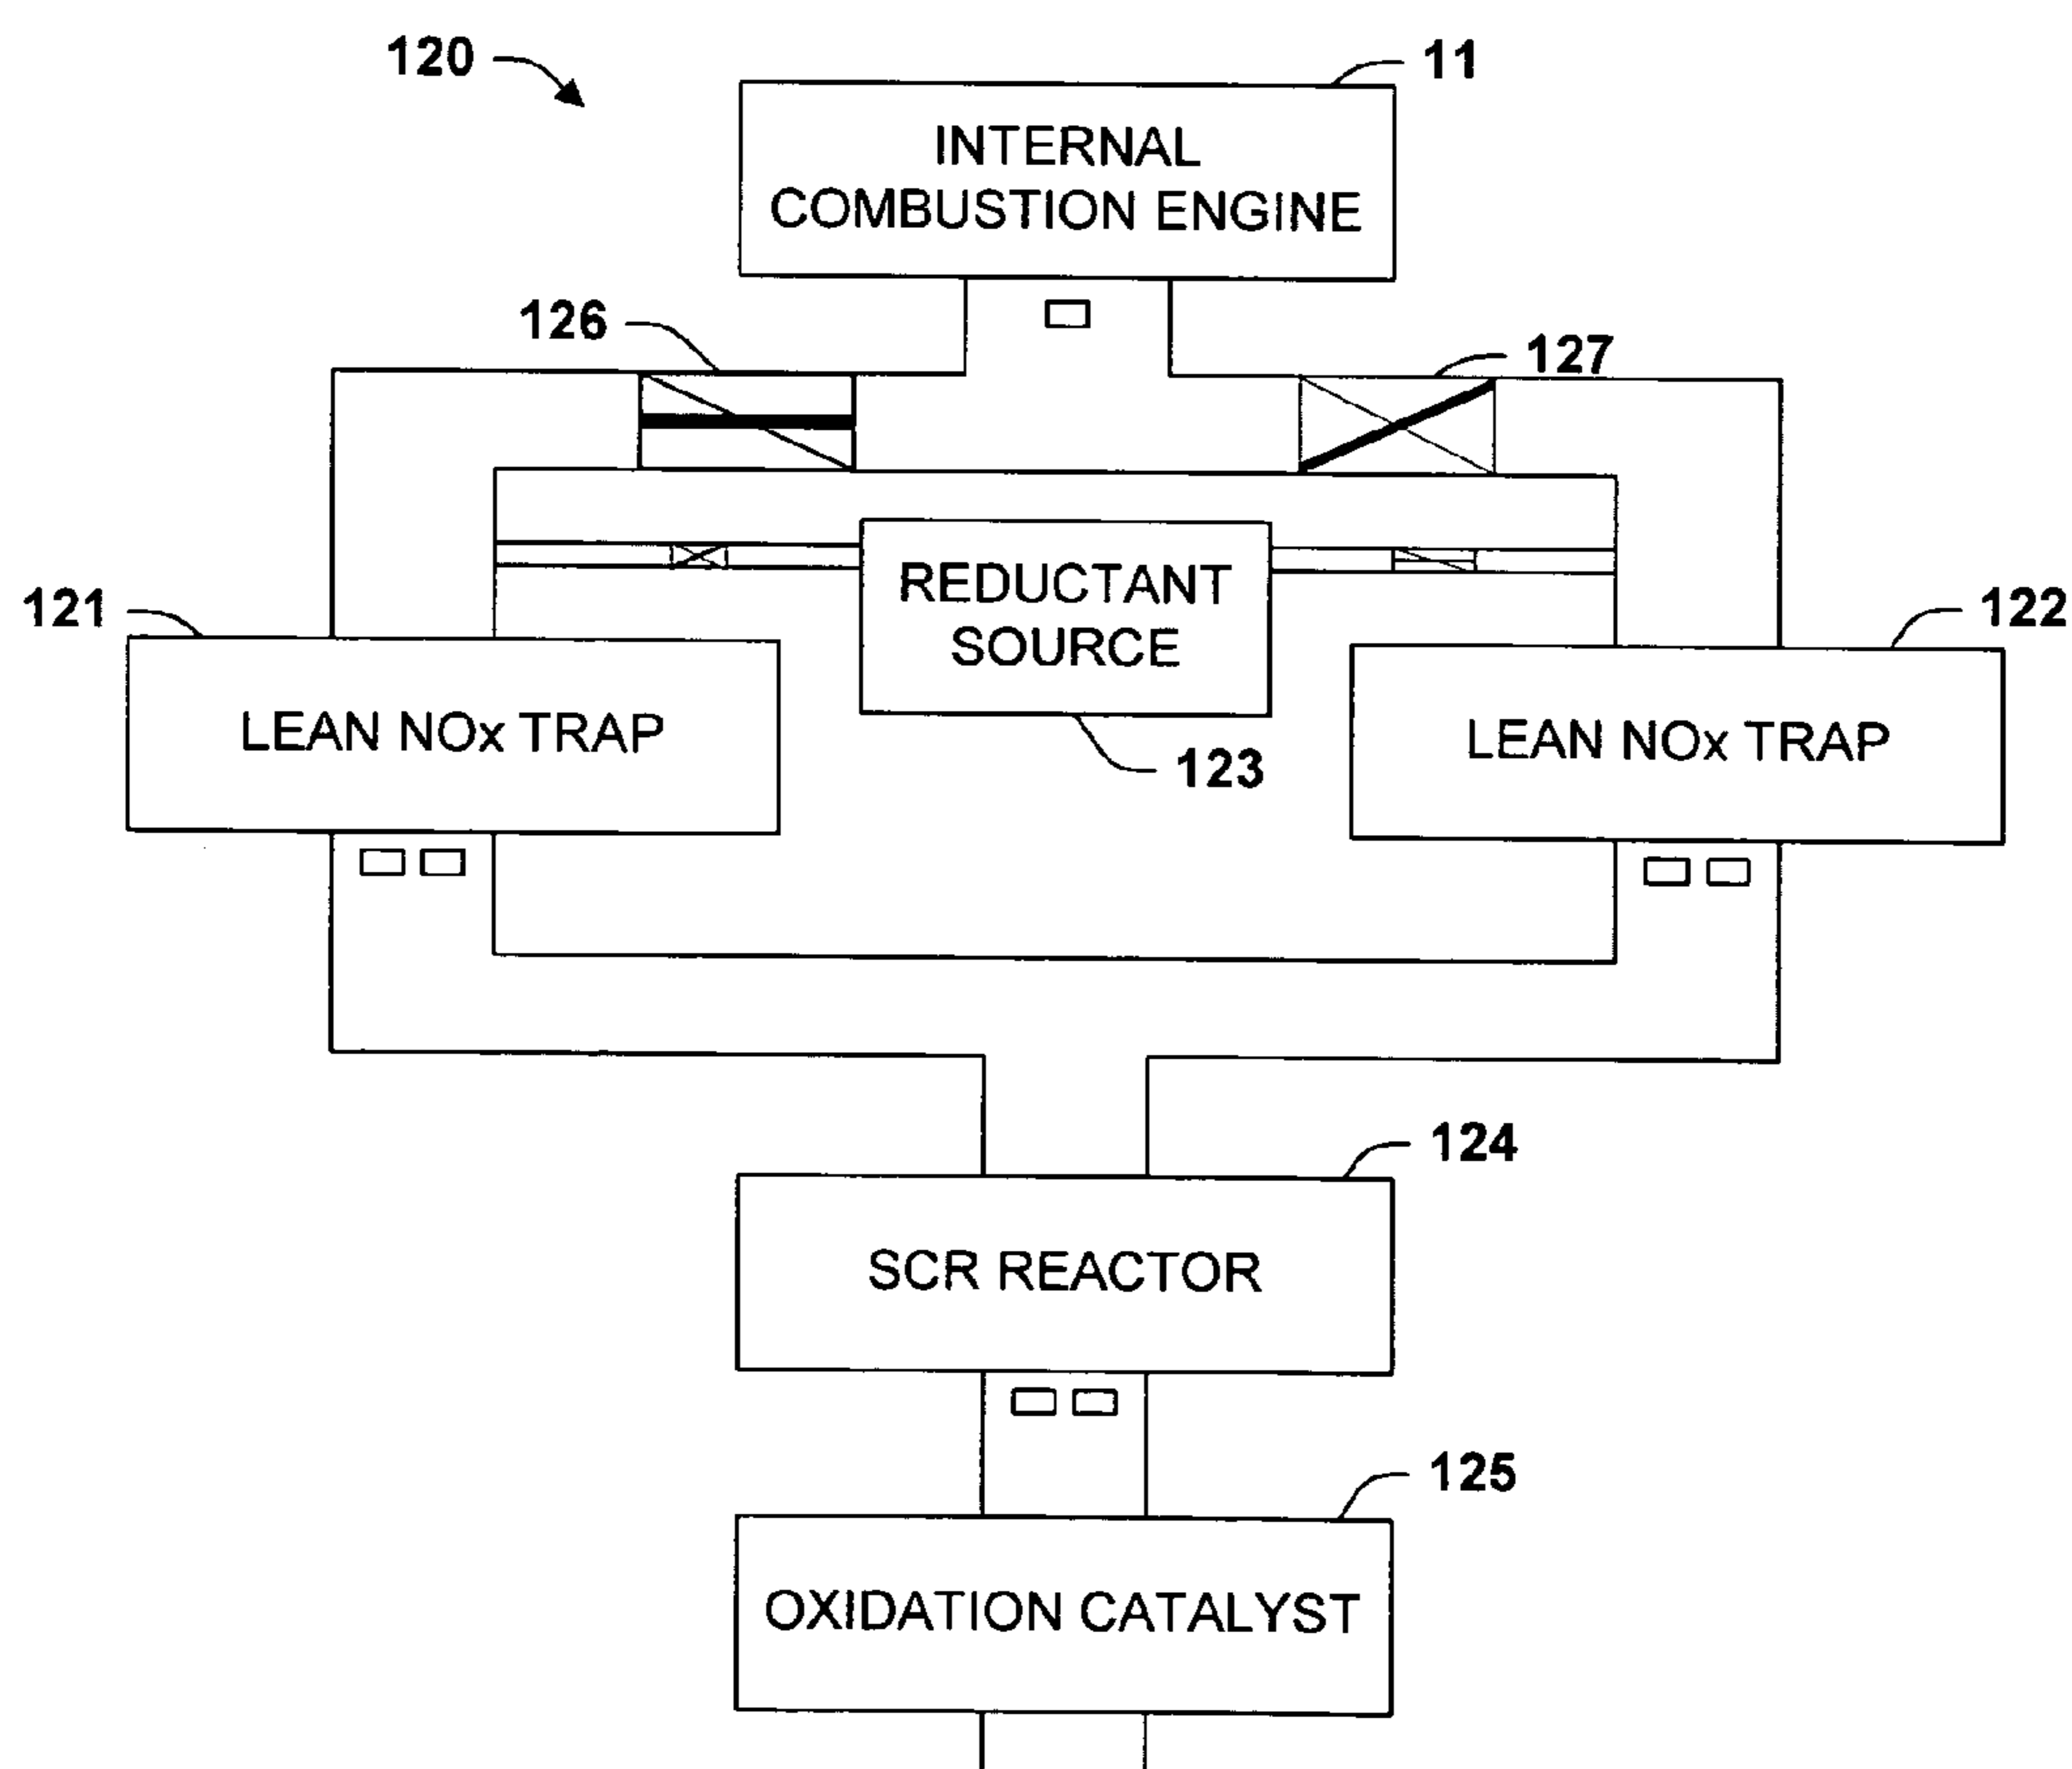 120
11
INTERNAL
COMBUSTION ENGINE
126
127
REDUCTANT
SOURCE
121
122
LEAN NOx TRAP
LEAN NOx TRAP
123
124
SCR REACTOR
125
OXIDATION CATALYST